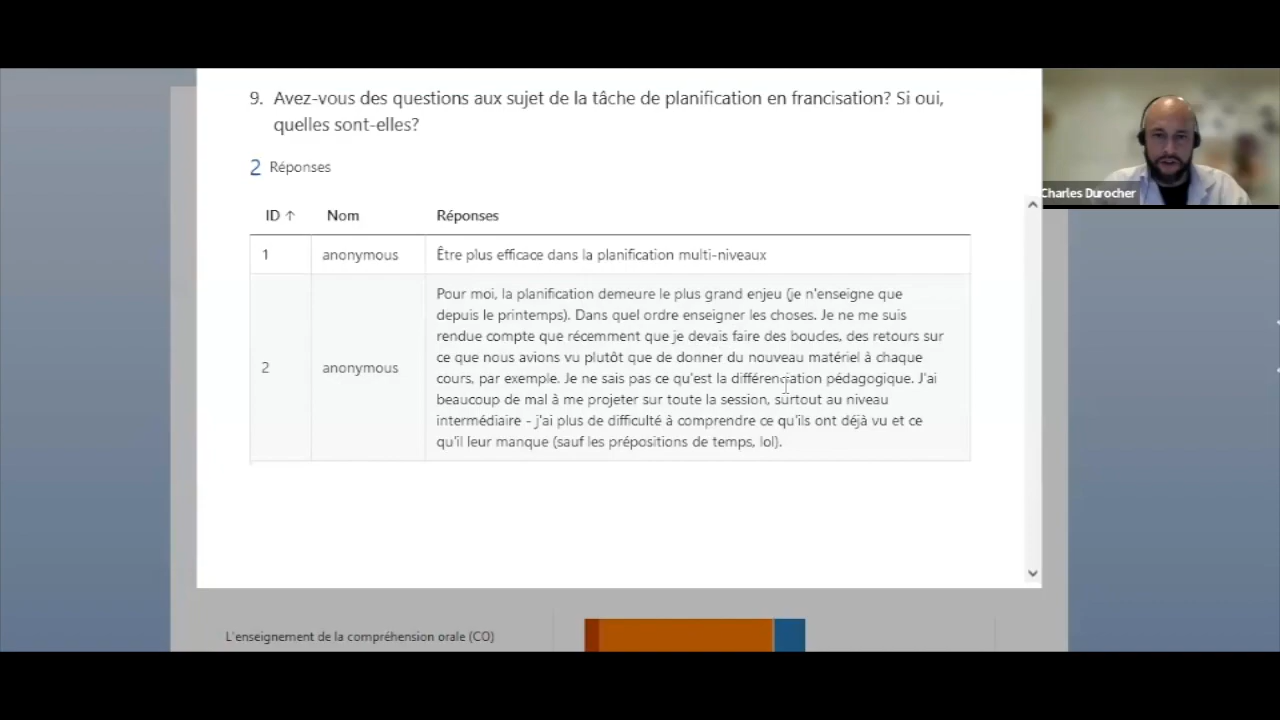 9. Avez-vous des questions aux sujet de la tâche de planification en francisation? Si oui,
quelles sont-elles?
2 Réponses
ID ↑ Nom Réponses
1 anonymous Être plus efficace dans la planification multi-niveaux
2 anonymous
Pour moi, la planification demeure le plus grand enjeu (je n'enseigne que
depuis le printemps). Dans quel ordre enseigner les choses. Je ne me suis
rendue compte que récemment que je devais faire des boucles, des retours sur
ce que nous avions vu plutôt que de donner du nouveau matériel à chaque
cours, par exemple. Je ne sais pas ce qu'est la différenciation pédagogique. J'ai
beaucoup de mal à me projeter sur toute la session, surtout au niveau
intermédiaire - j'ai plus de difficulté à comprendre ce qu'ils ont déjà vu et ce
qu'il leur manque (sauf les prépositions de temps, lol).
Charles Durocher
L'enseignement de la compréhension orale (CO)